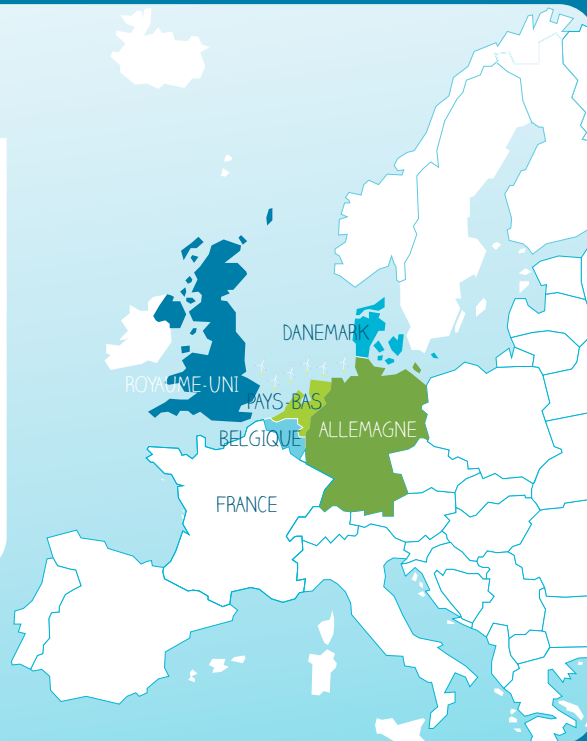 DANEMARK
ROYAUME-UNI
PAYS-BAS
ALLEMAGNE
BELGIQUE
FRANCE